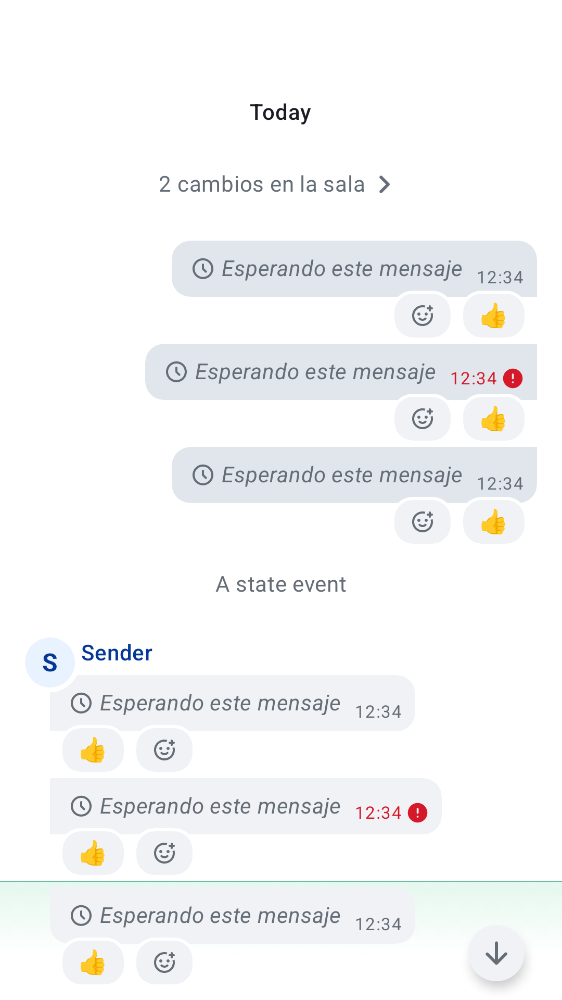 Today
2 cambios en la sala
Esperando este mensaje 12:34
👍
Esperando este mensaje 12:34
👍
Esperando este mensaje 12:34
👍
A state event
S Sender
Esperando este mensaje 12:34
👍
Esperando este mensaje 12:34
👍
Esperando este mensaje 12:34
👍